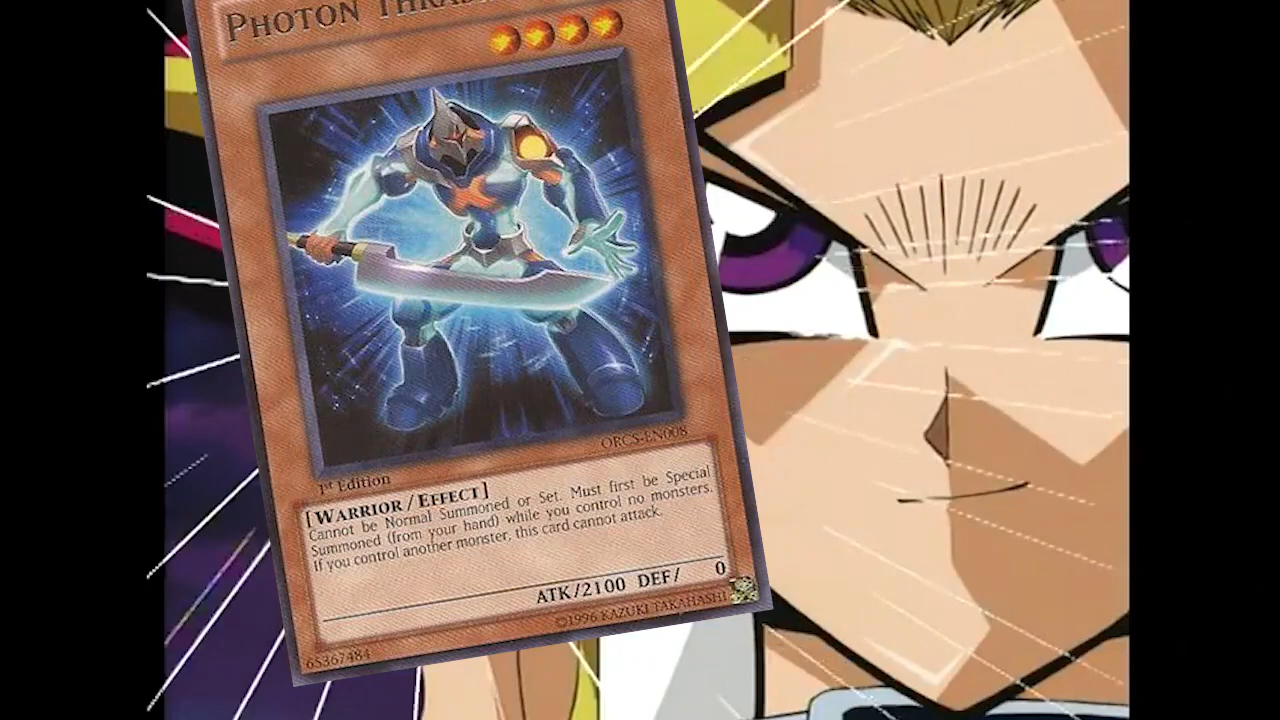 PHOTON THRAS
ORCS-EN008
1st Edition
[WARRIOR/EFFECT]
Cannot be Normal Summoned or Set. Must first be Special
Summoned (from your hand) while you control no monsters.
If you control another monster, this card cannot attack.
ATK/2100 DEF/ 0
65367484
©1996 KAZUKI TAKAHASHI